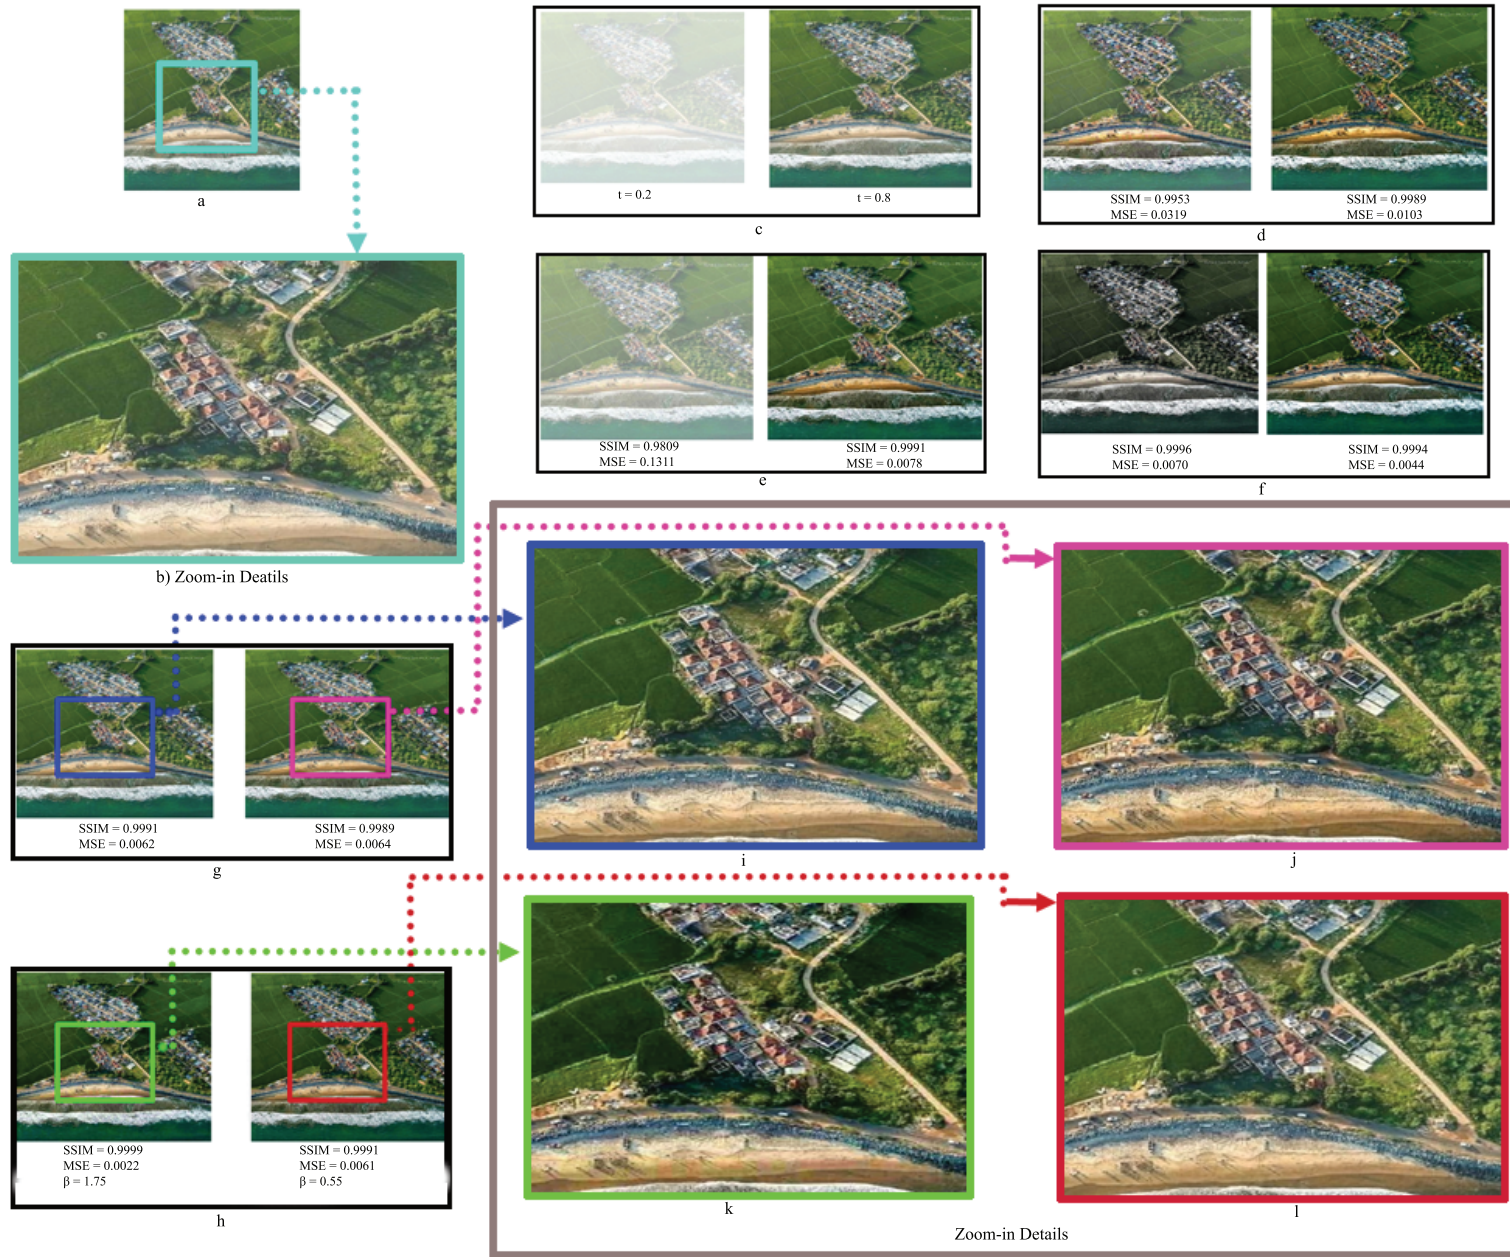 a
t = 0.2
t = 0.8
c
SSIM = 0.9953
MSE = 0.0319
SSIM = 0.9989
MSE = 0.0103
d
SSIM = 0.9809
MSE = 0.1311
SSIM = 0.9991
MSE = 0.0078
e
SSIM = 0.9996
MSE = 0.0070
SSIM = 0.9994
MSE = 0.0044
f
b) Zoom-in Deatils
SSIM = 0.9991
MSE = 0.0062
SSIM = 0.9989
MSE = 0.0064
g
i
j
SSIM = 0.9999
MSE = 0.0022
β = 1.75
SSIM = 0.9991
MSE = 0.0061
β = 0.55
h
k
l
Zoom-in Details